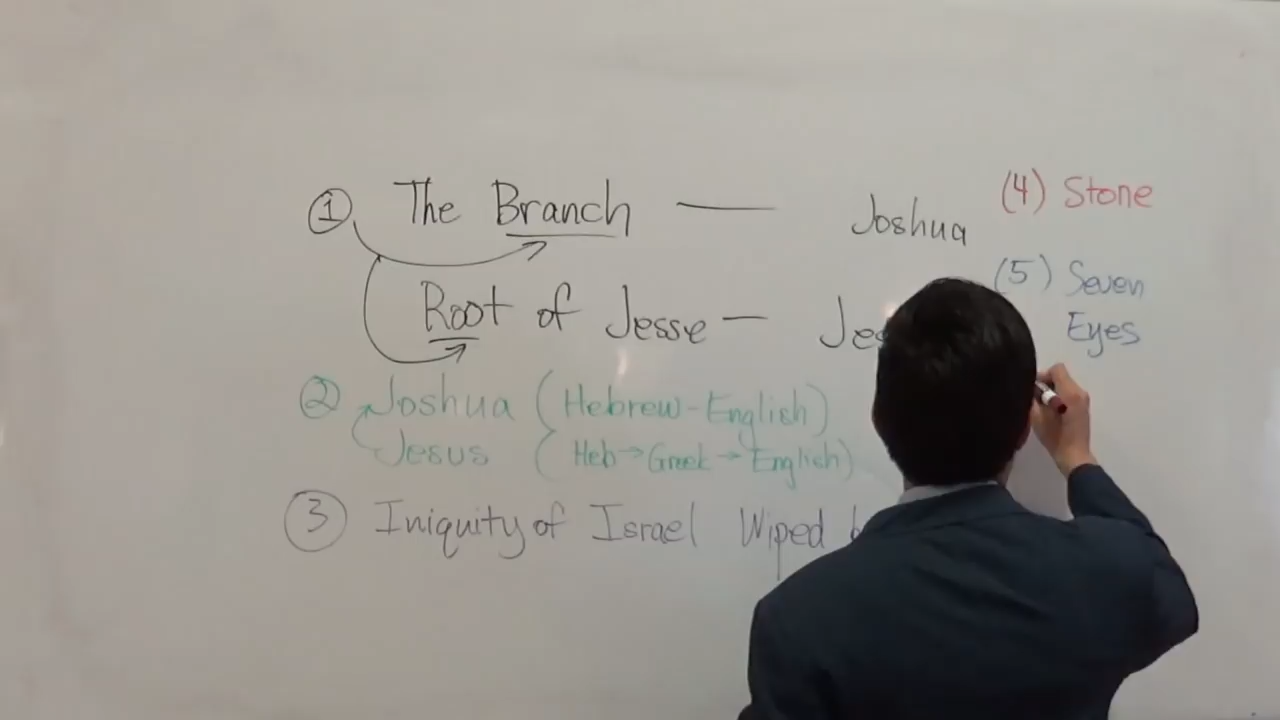 ① The Branch — Joshua
Root of Jesse —
② Joshua (Hebrew-English)
Jesus (Heb → Greek → English)
③ Iniquity of Israel Wiped
(4) Stone
(5) Seven
Eyes